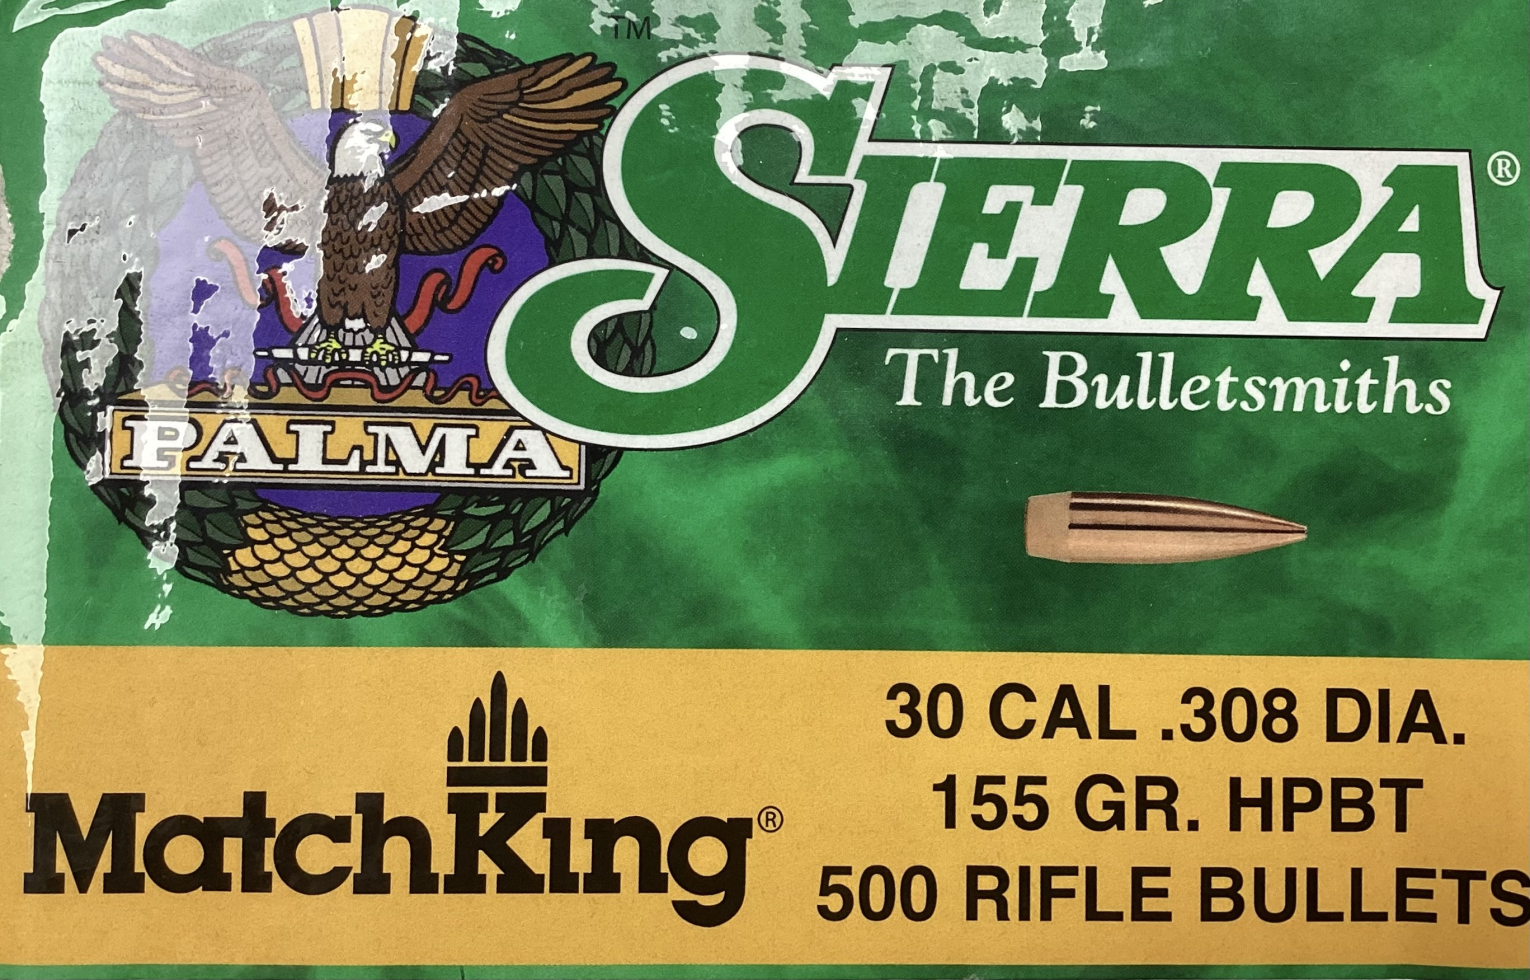 TM
SIERRA®
The Bulletsmiths
PALMA
MatchKing®
30 CAL .308 DIA.
155 GR. HPBT
500 RIFLE BULLETS